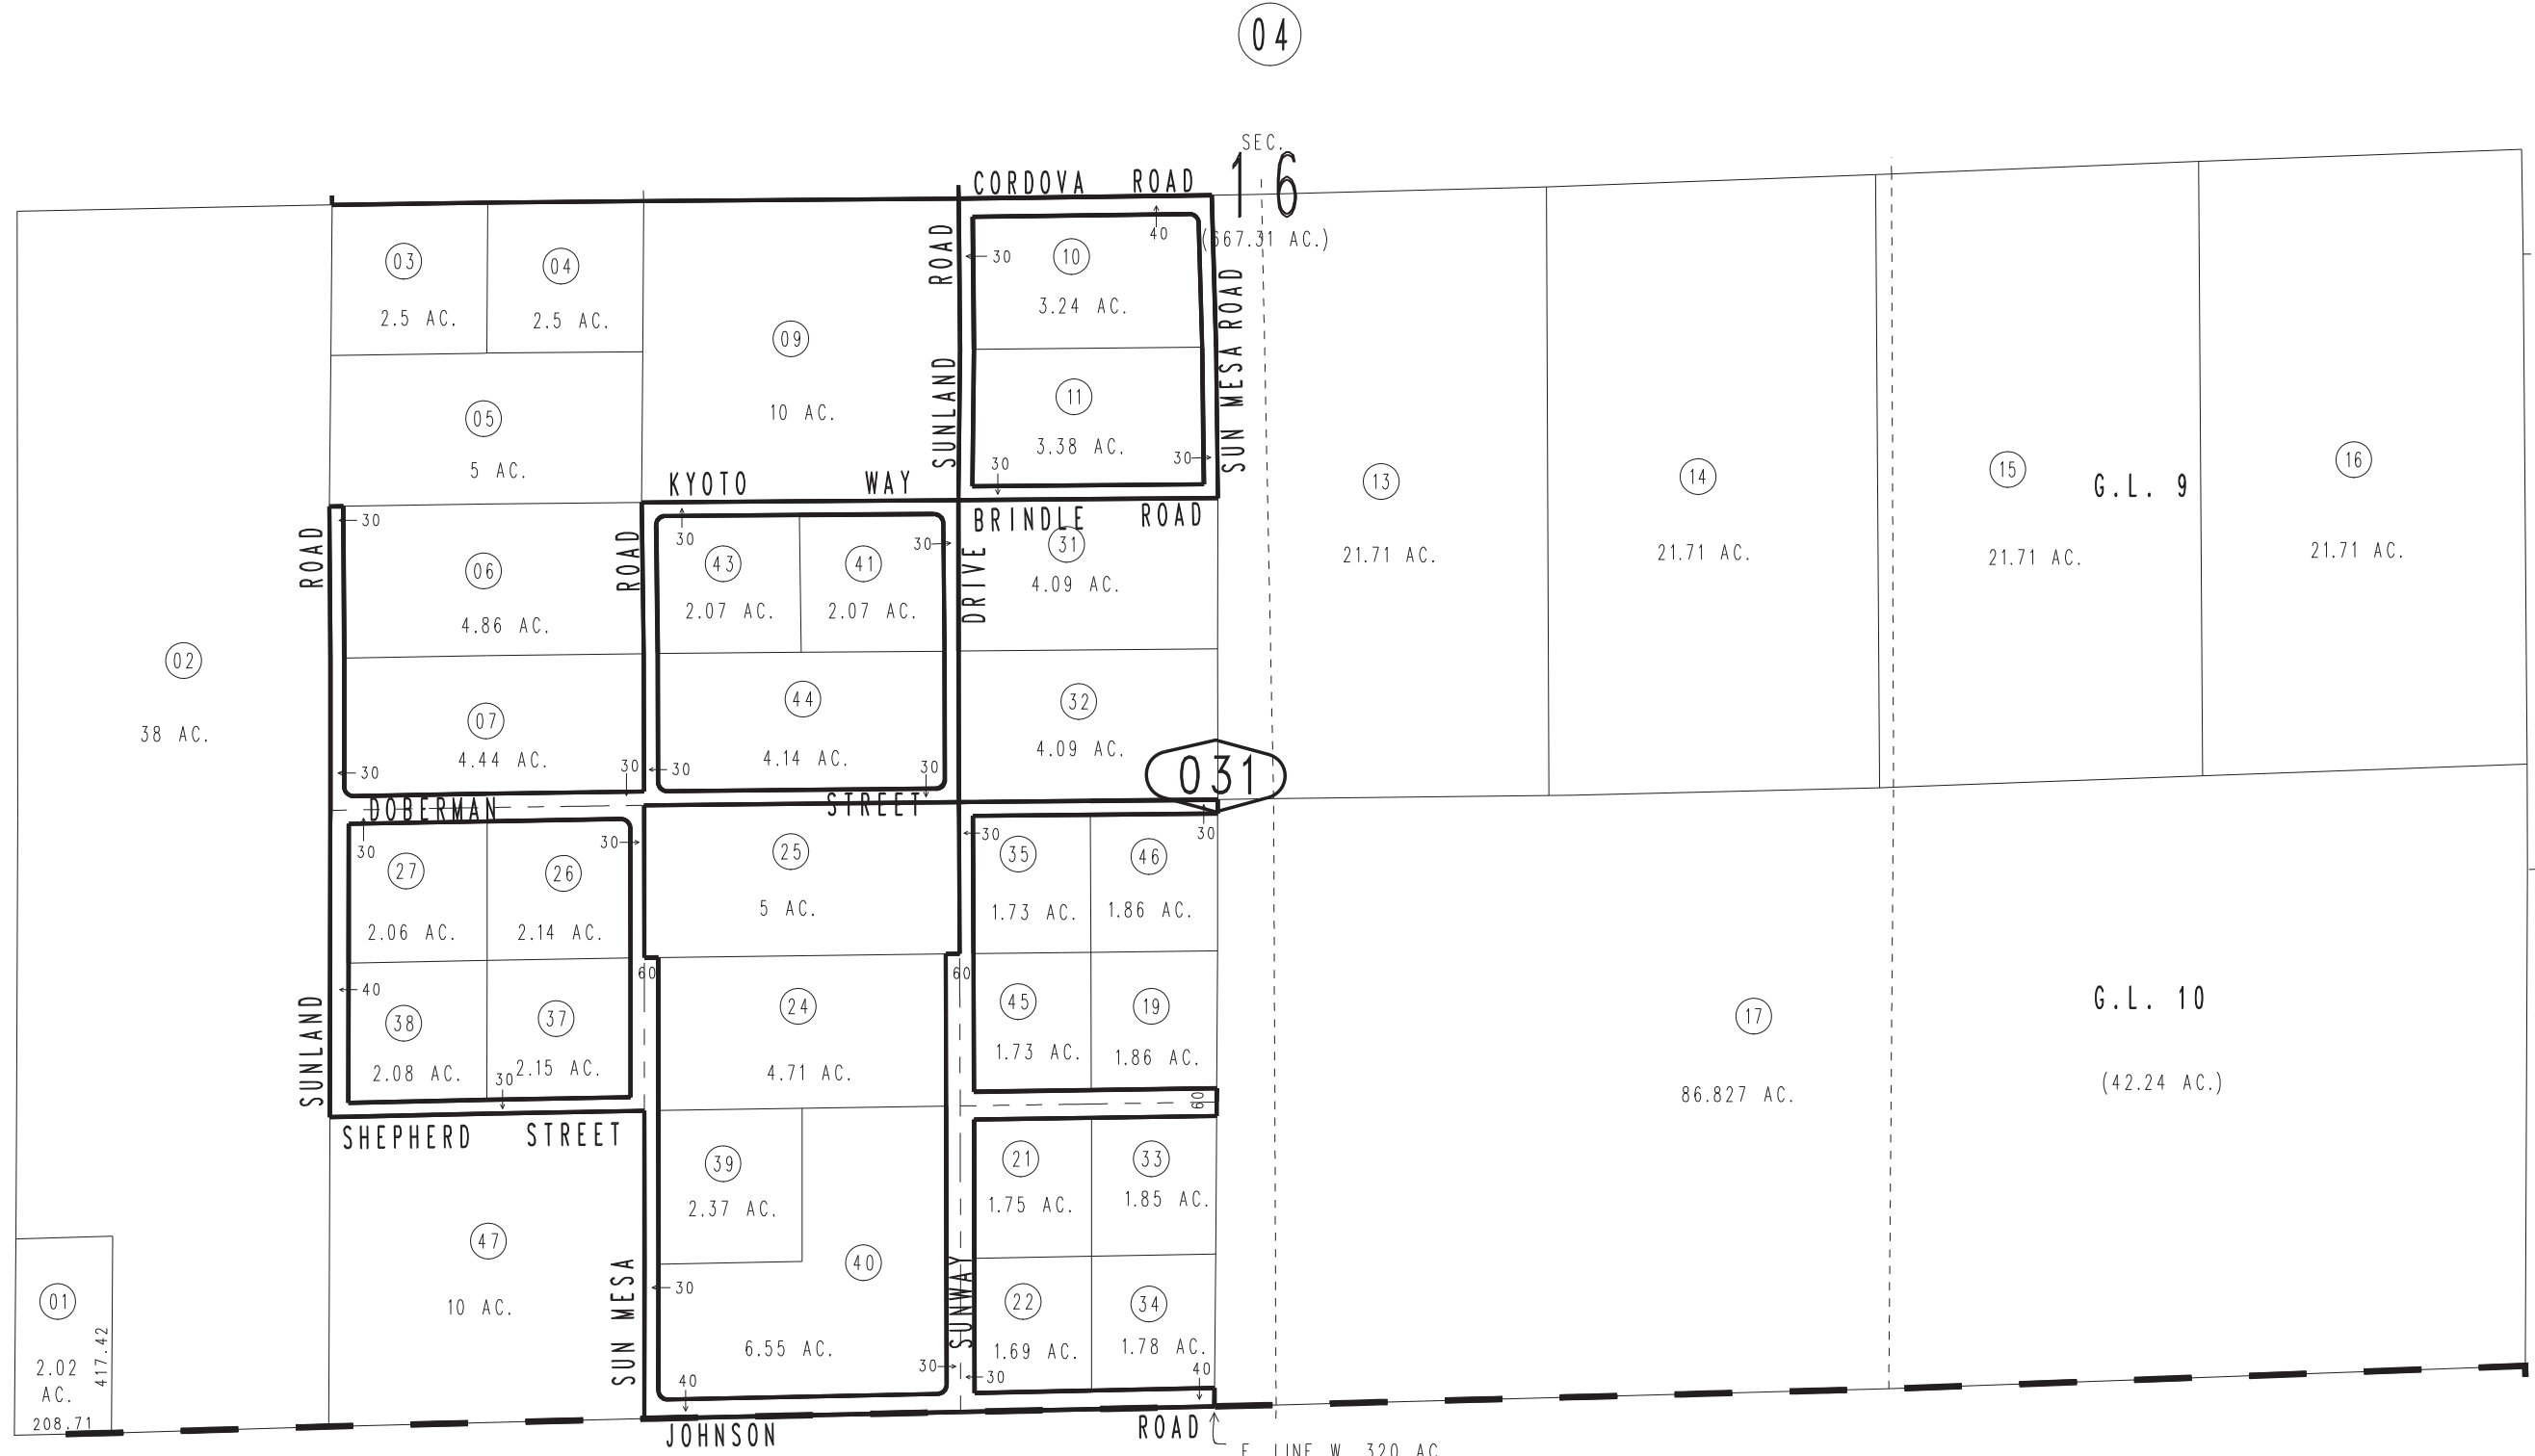 04
SEC.
16
(667.31 AC.)
CORDOVA ROAD
03
2.5 AC.
04
2.5 AC.
09
10 AC.
ROAD
SUNLAND
30
10
3.24 AC.
40
11
3.38 AC.
30
30
SUN MESA ROAD
05
5 AC.
KYOTO WAY
BRINDLE ROAD
13
21.71 AC.
14
21.71 AC.
15
21.71 AC.
G.L. 9
16
21.71 AC.
02
38 AC.
ROAD
30
06
4.86 AC.
07
4.44 AC.
30
30
ROAD
30
43
2.07 AC.
41
2.07 AC.
30
44
4.14 AC.
30
30
DRIVE
31
4.09 AC.
32
4.09 AC.
031
DOBERMAN STREET
30
27
2.06 AC.
26
2.14 AC.
30
40
38
2.08 AC.
37
2.15 AC.
30
SUNLAND
SHEPHERD STREET
25
5 AC.
60
60
24
4.71 AC.
30
35
1.73 AC.
46
1.86 AC.
30
45
1.73 AC.
19
1.86 AC.
60
17
86.827 AC.
G.L. 10
(42.24 AC.)
47
10 AC.
SUN MESA
39
2.37 AC.
30
40
6.55 AC.
30
40
SUNWAY
21
1.75 AC.
33
1.85 AC.
22
1.69 AC.
34
1.78 AC.
30
40
01
2.02
AC.
417.42
208.71
JOHNSON ROAD
LINE W. 320 AC